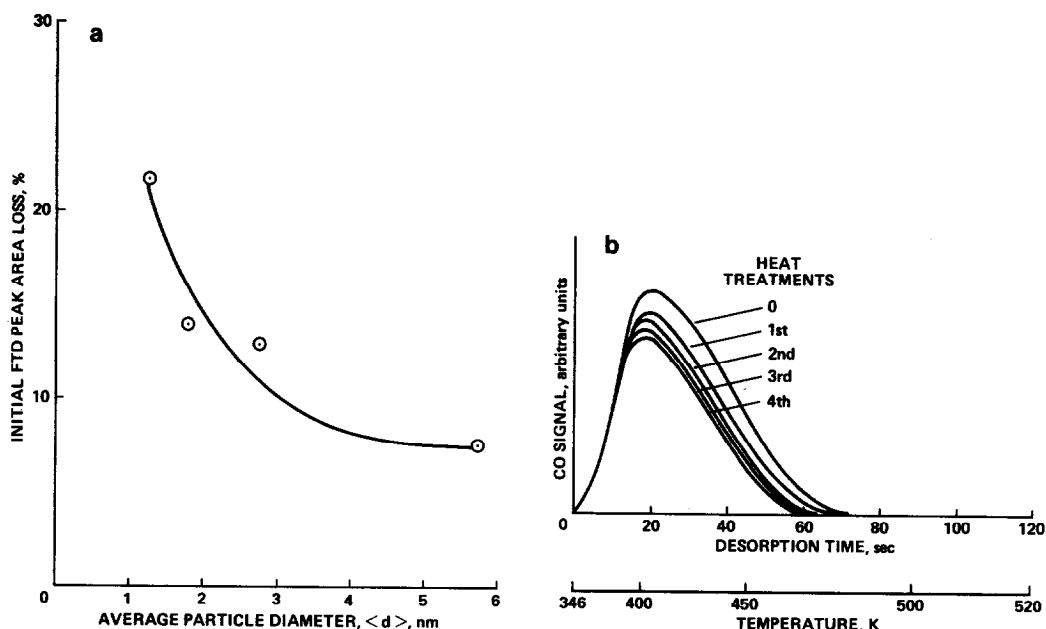 a
30
20
10
0
1
2
3
4
5
6
INITIAL FTD PEAK AREA LOSS, %
AVERAGE PARTICLE DIAMETER, <d>, nm
b
HEAT
TREATMENTS
0
1st
2nd
3rd
4th
CO SIGNAL, arbitrary units
0
20
40
60
80
100
120
DESORPTION TIME, sec
346
400
450
500
520
TEMPERATURE, K